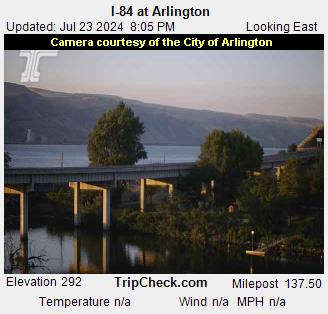 I-84 at Arlington
Updated: Jul 23 2024 8:05 PM Looking East
Camera courtesy of the City of Arlington
Elevation 292 TripCheck.com Milepost 137.50
Temperature n/a Wind n/a MPH n/a